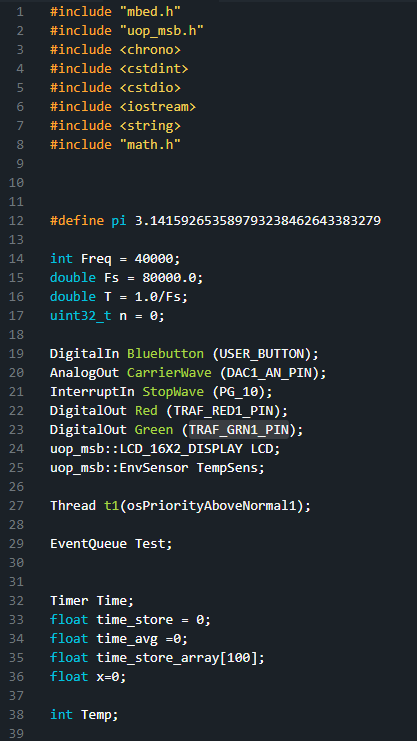 1 #include "mbed.h"
2 #include "uop_msb.h"
3 #include <chrono>
4 #include <cstdint>
5 #include <cstdio>
6 #include <iostream>
7 #include <string>
8 #include "math.h"
9
10
11
12 #define pi 3.1415926535897932384626433832​79
13
14 int Freq = 40000;
15 double Fs = 80000.0;
16 double T = 1.0/Fs;
17 uint32_t n = 0;
18
19 DigitalIn Bluebutton (USER_BUTTON);
20 AnalogOut CarrierWave (DAC1_AN_PIN);
21 InterruptIn StopWave (PG_10);
22 DigitalOut Red (TRAF_RED1_PIN);
23 DigitalOut Green (TRAF_GRN1_PIN);
24 uop_msb::LCD_16X2_DISPLAY LCD;
25 uop_msb::EnvSensor TempSens;
26
27 Thread t1(osPriorityAboveNormal1);
28
29 EventQueue Test;
30
31
32 Timer Time;
33 float time_store = 0;
34 float time_avg =0;
35 float time_store_array[100];
36 float x=0;
37
38 int Temp;
39